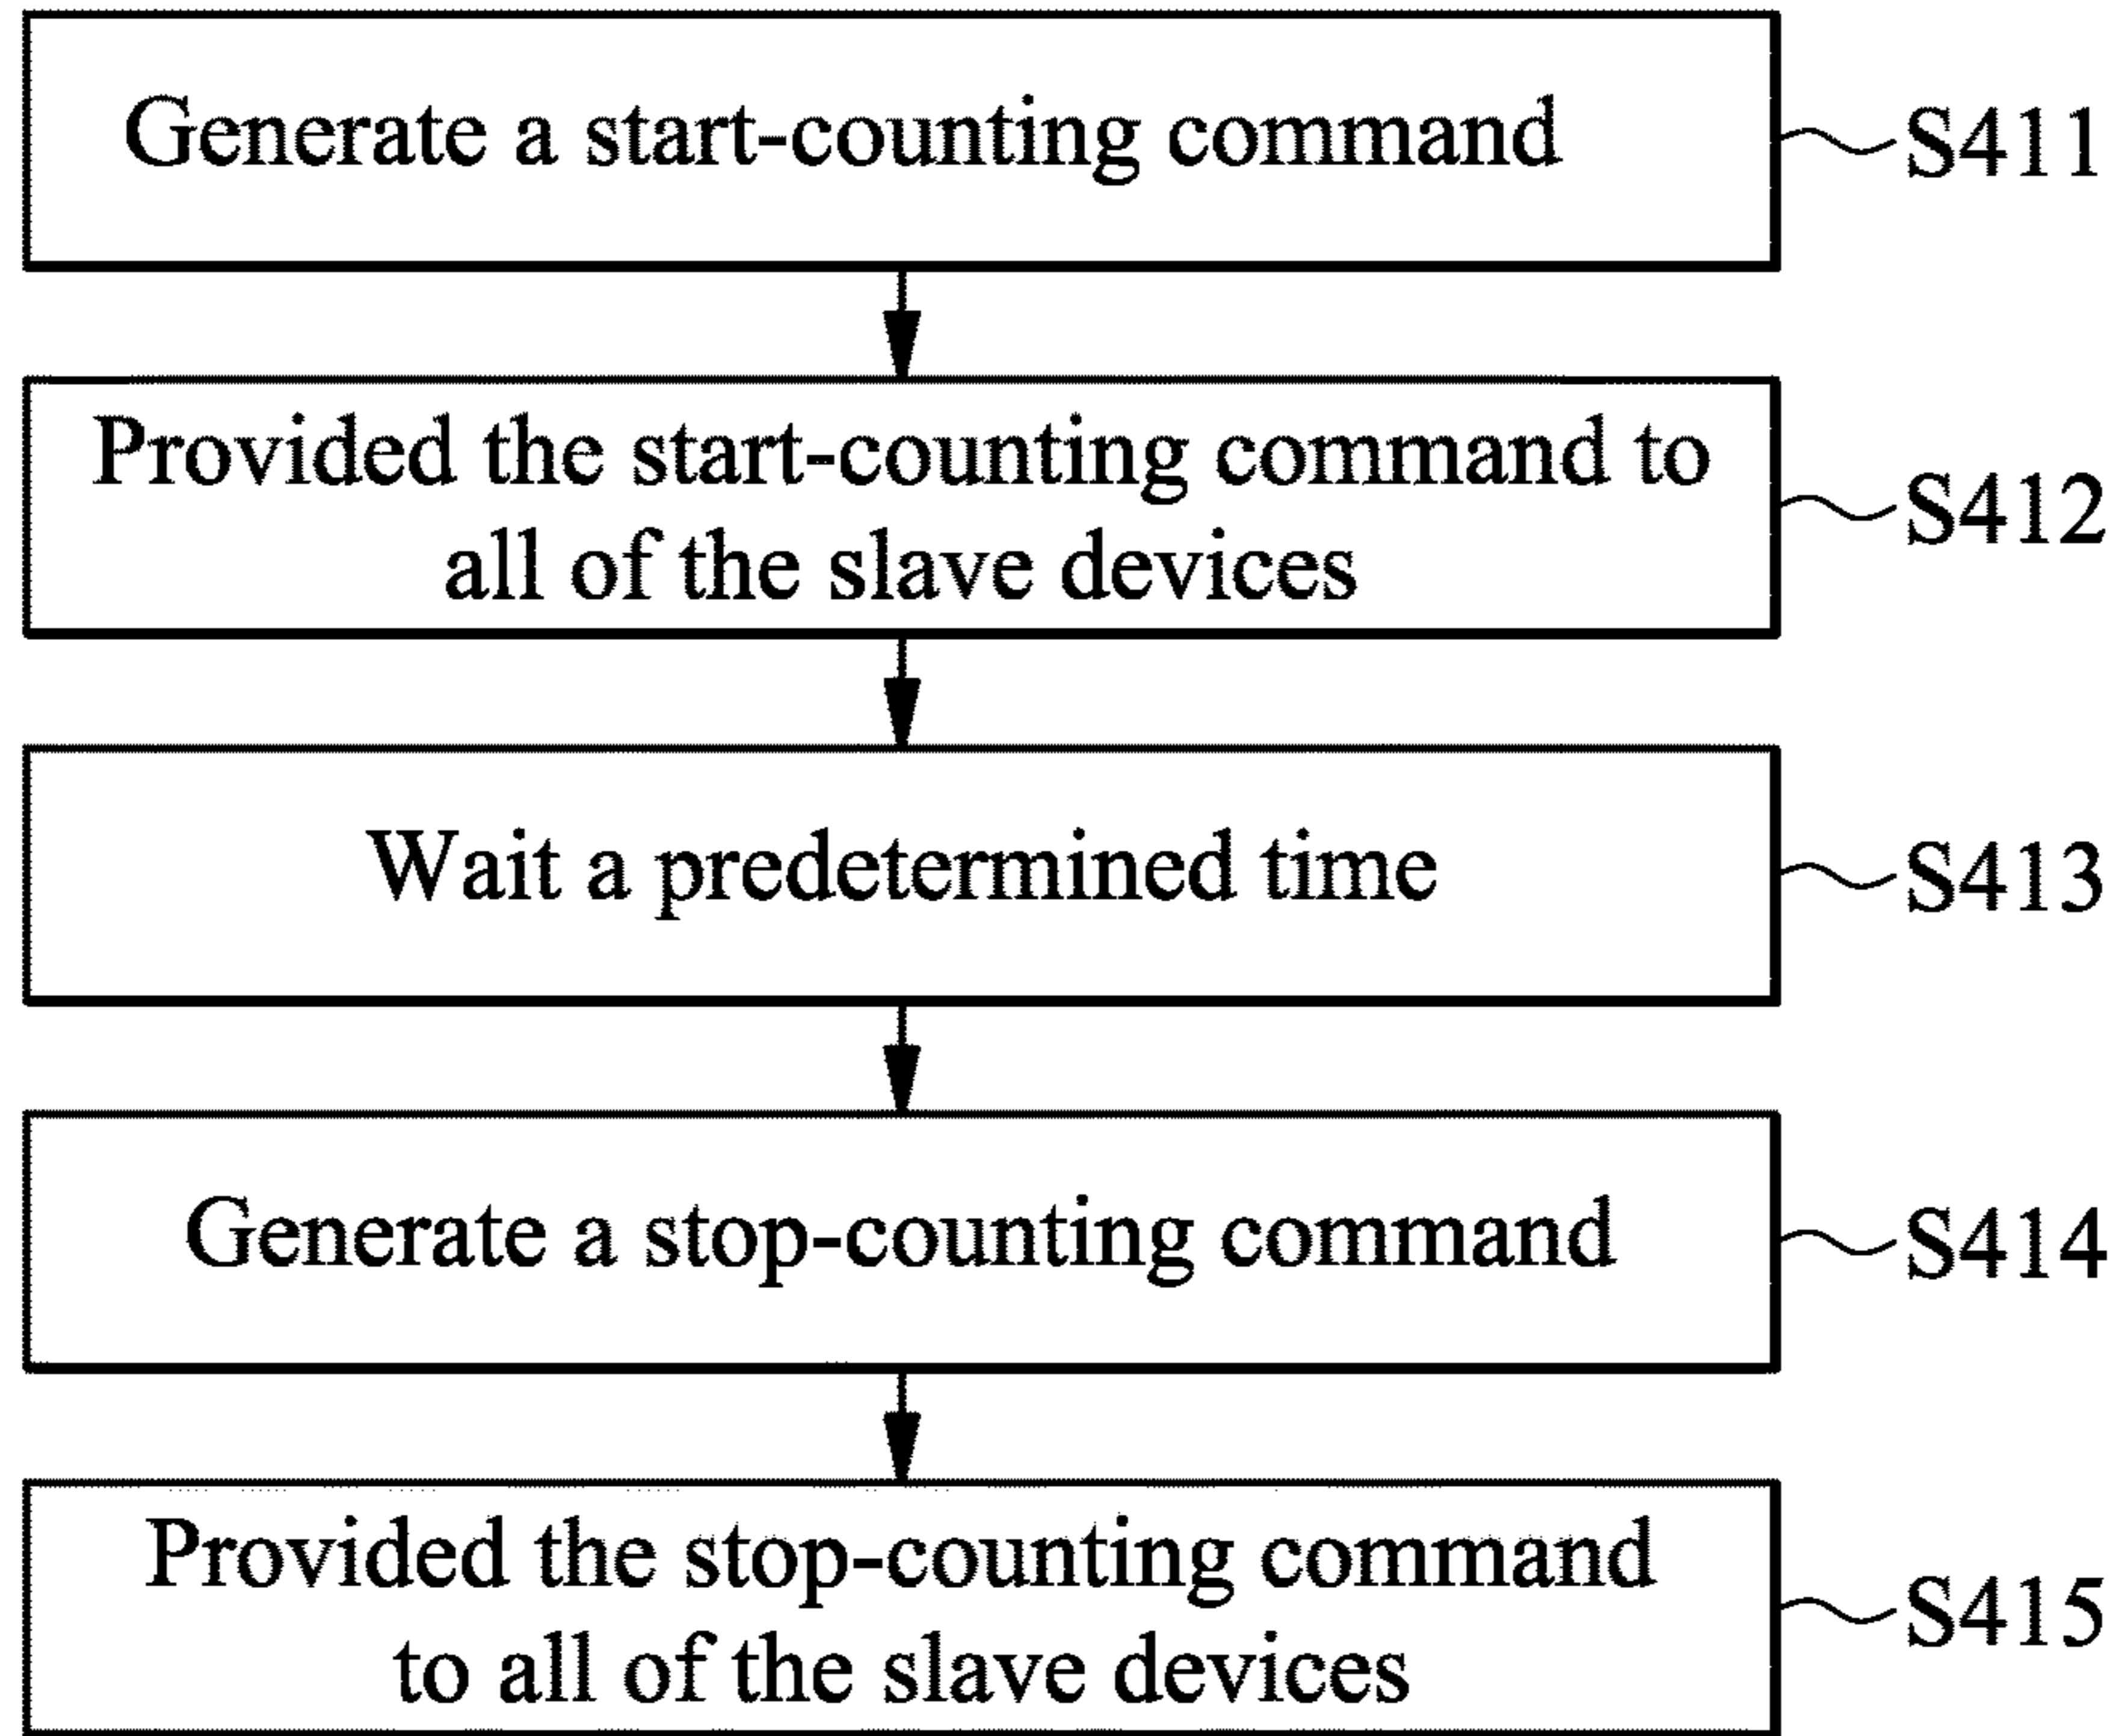 Generate a start-counting command
S411
Provided the start-counting command to
all of the slave devices
S412
Wait a predetermined time
S413
Generate a stop-counting command
S414
Provided the stop-counting command
to all of the slave devices
S415